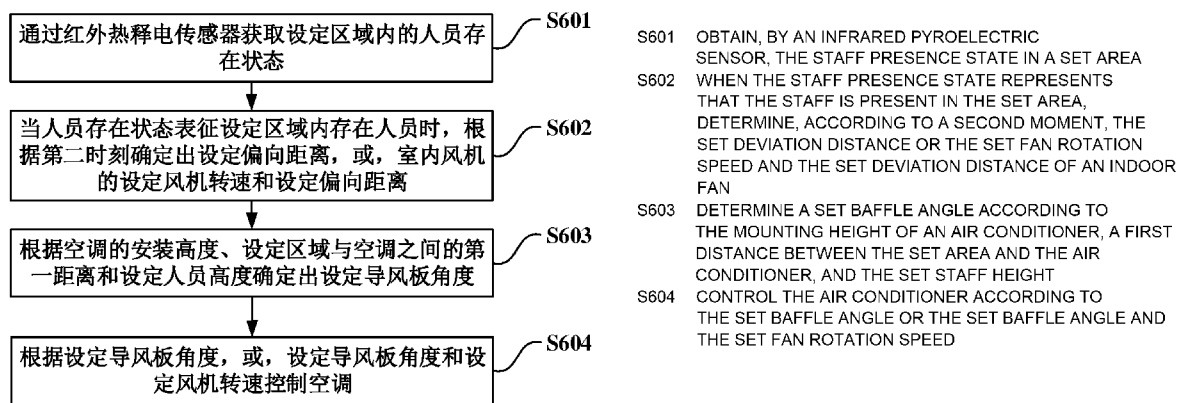 通过红外热释电传感器获取设定区域内的人员存
在状态
S601
当人员存在状态表征设定区域内存在人员时，根
据第二时刻确定出设定偏向距离，或，室内风机
的设定风机转速和设定偏向距离
S602
根据空调的安装高度、设定区域与空调之间的第
一距离和设定人员高度确定出设定导风板角度
S603
根据设定导风板角度，或，设定导风板角度和设
定风机转速控制空调
S604
S601 OBTAIN, BY AN INFRARED PYROELECTRIC
SENSOR, THE STAFF PRESENCE STATE IN A SET AREA
S602 WHEN THE STAFF PRESENCE STATE REPRESENTS
THAT THE STAFF IS PRESENT IN THE SET AREA,
DETERMINE, ACCORDING TO A SECOND MOMENT, THE
SET DEVIATION DISTANCE OR THE SET FAN ROTATION
SPEED AND THE SET DEVIATION DISTANCE OF AN INDOOR
FAN
S603 DETERMINE A SET BAFFLE ANGLE ACCORDING TO
THE MOUNTING HEIGHT OF AN AIR CONDITIONER, A FIRST
DISTANCE BETWEEN THE SET AREA AND THE AIR
CONDITIONER, AND THE SET STAFF HEIGHT
S604 CONTROL THE AIR CONDITIONER ACCORDING TO
THE SET BAFFLE ANGLE OR THE SET BAFFLE ANGLE AND
THE SET FAN ROTATION SPEED